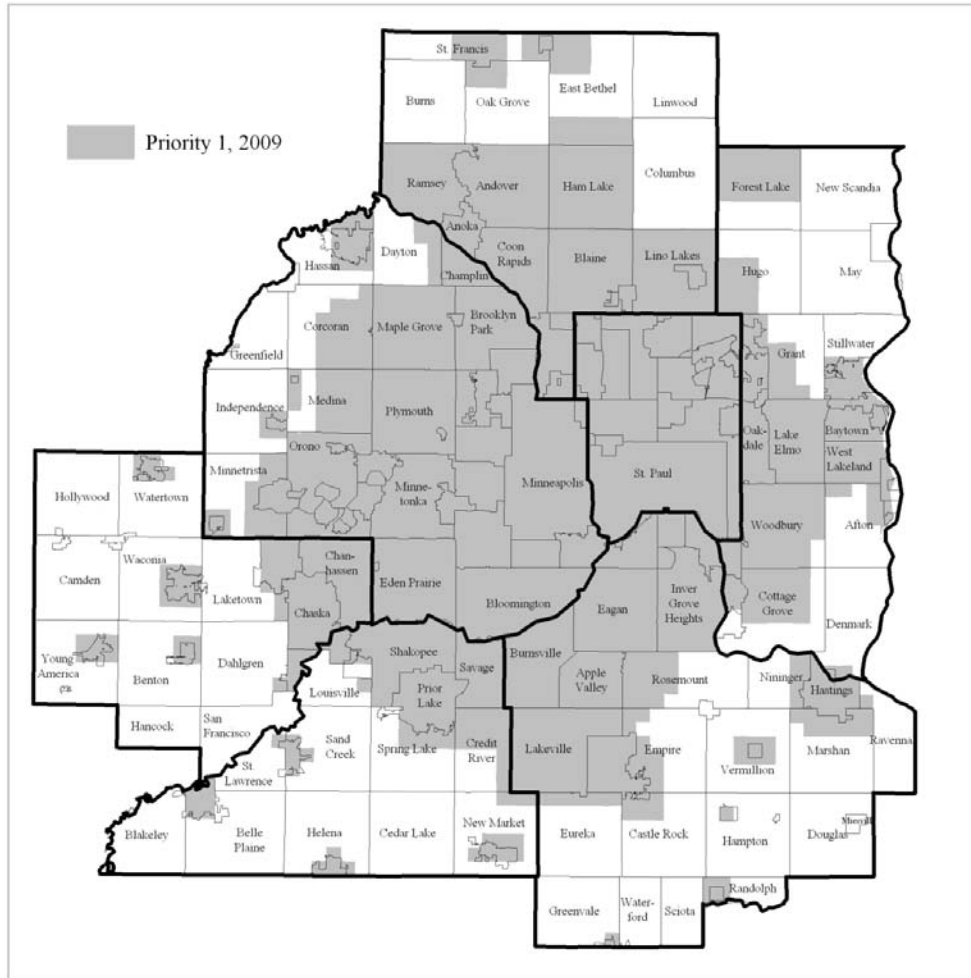 St. Francis
Burns
Oak Grove
East Bethel
Linwood
Priority 1, 2009
Ramsey
Andover
Ham Lake
Columbus
Forest Lake
New Scandia
Anoka
Hassan
Dayton
Champlin
Coon
Rapids
Blaine
Lino Lakes
Hugo
May
Corcoran
Maple Grove
Brooklyn
Park
Greenfield
Grant
Stillwater
Independence
Medina
Plymouth
Orono
Oak-
dale
Lake
Elmo
Baytown
West
Lakeland
Minnetrista
Minne-
tonka
Minneapolis
St. Paul
Hollywood
Watertown
Woodbury
Afton
Camden
Waconia
Laketown
Chan-
hassen
Chaska
Eden Prairie
Bloomington
Eagan
Inver
Grove
Heights
Cottage
Grove
Denmark
Young
America
Benton
Dahlgren
Louisville
Shakopee
Savage
Burnsville
Apple
Valley
Rosemount
Nininger
Hastings
Prior
Lake
Hancock
San
Francisco
Sand
Creek
Spring Lake
Credit
River
Lakeville
Empire
Vermillion
Marshan
Ravenna
St.
Lawrence
Blakeley
Belle
Plaine
Helena
Cedar Lake
New Market
Eureka
Castle Rock
Hampton
Douglas
Greenvale
Water-
ford
Sciota
Randolph